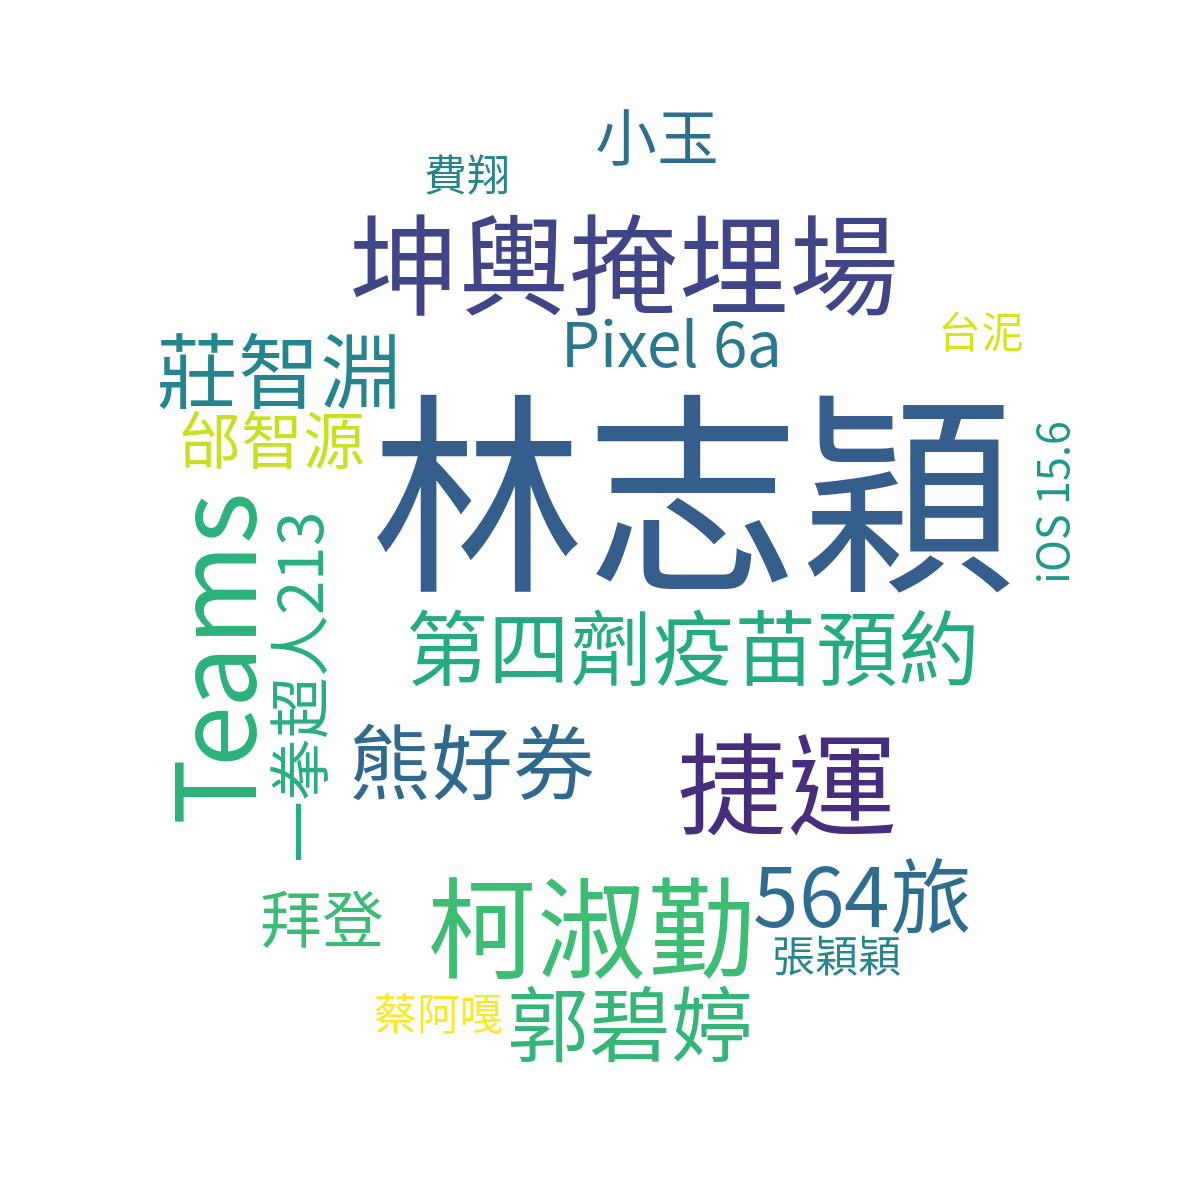 小玉
費翔
坤輿掩埋場
Pixel 6a
台泥
莊智淵
邰智源
林志穎
iOS 15.6
Teams
一拳超人213
第四劑疫苗預約
熊好券
捷運
564旅
拜登
柯淑勤
張穎穎
蔡阿嘎
郭碧婷